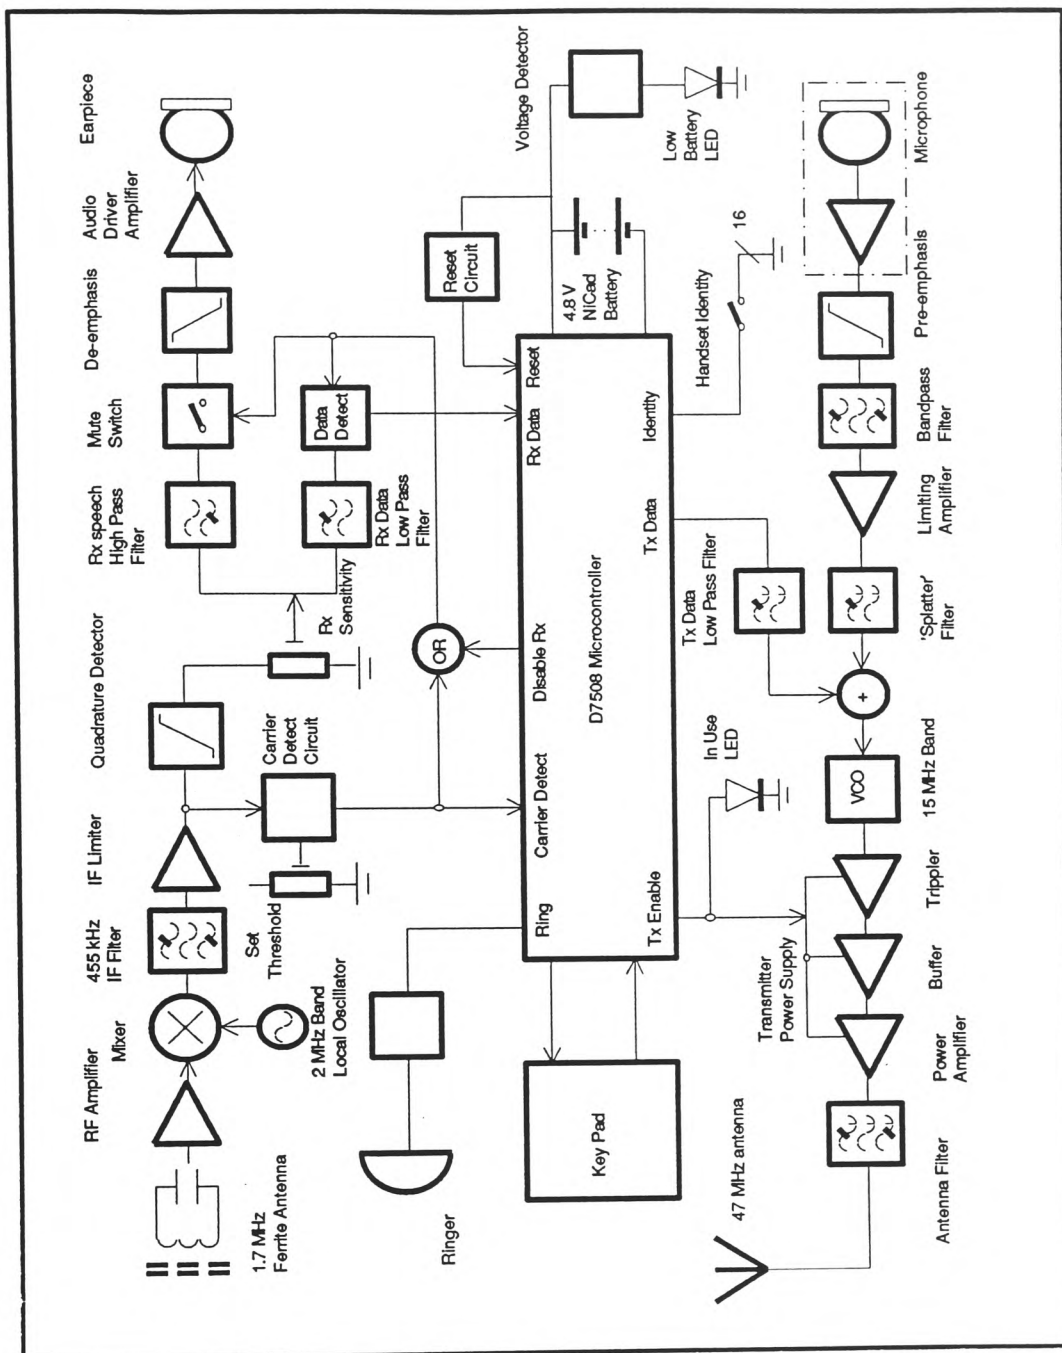 1.7 MHz
Ferrite Antenna
RF Amplifier
Mixer
2 MHz Band
Local Oscillator
455 kHz
IF Filter
IF Limiter
Set
Threshold
Carrier
Detect
Circuit
Quadrature Detector
Rx
Sensitivity
Rx speech
High Pass
Filter
Rx Data
Low Pass
Filter
Mute
Switch
Data
Detect
De-emphasis
Audio
Driver
Amplifier
Earpiece
OR
Ringer
Key Pad
Ring
Carrier Detect
Disable Rx
Rx Data
Reset
D7508 Microcontroller
Tx Enable
Tx Data
Identity
Reset
Circuit
4.8 V
NiCad
Battery
Voltage Detector
Low
Battery
LED
Handset Identity
16
In Use
LED
Tx Data
Low Pass Filter
Transmitter
Power Supply
47 MHz antenna
Antenna Filter
Power
Amplifier
Buffer
Trippler
VCO
15 MHz Band
+
'Splatter'
Filter
Limiting
Amplifier
Bandpass
Filter
Pre-emphasis
Microphone